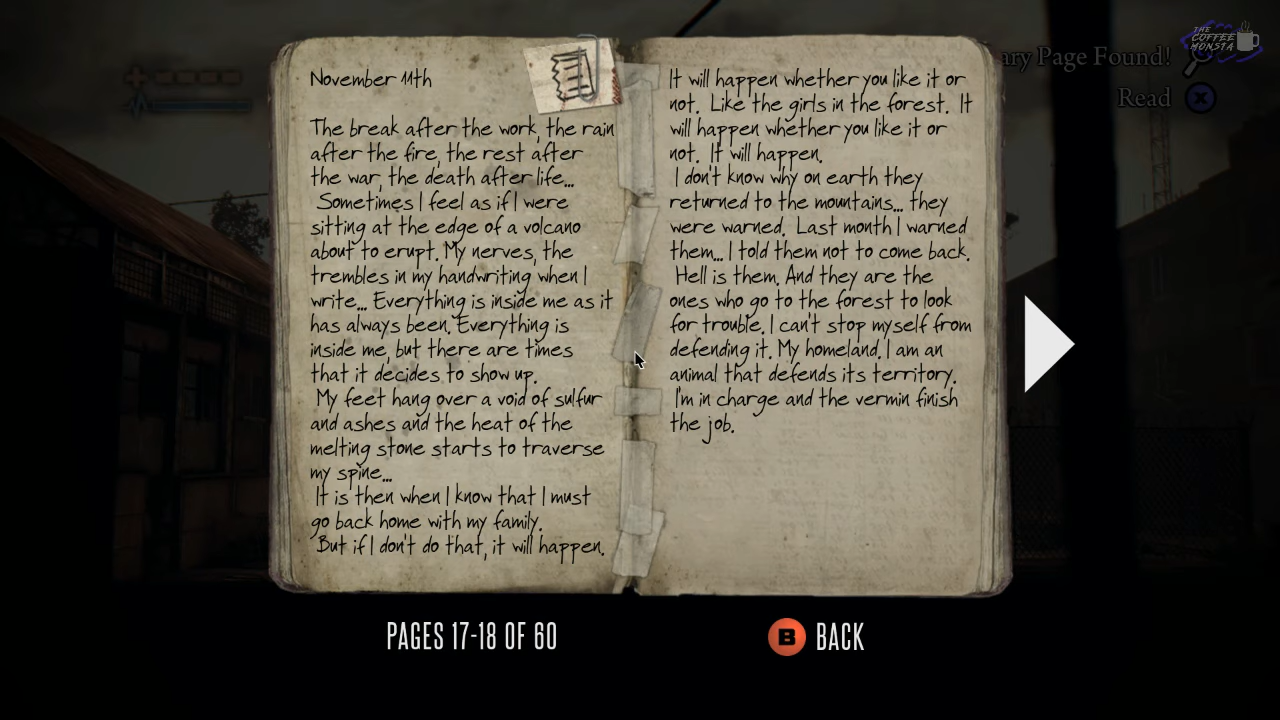 November 11th
The break after the work, the rain
after the fire, the rest after
the war, the death after life...
Sometimes I feel as if I were
sitting at the edge of a volcano
about to erupt. My nerves, the
trembles in my handwriting when I
write... Everything is inside me as it
has always been. Everything is
inside me, but there are times
that it decides to show up.
My feet hang over a void of sulfur
and ashes and the heat of the
melting stone starts to traverse
my spine...
It is then when I know that I must
go back home with my family.
But if I don't do that, it will happen.
It will happen whether you like it or
not. Like the girls in the forest. It
will happen whether you like it or
not. It will happen.
I don't know why on earth they
returned to the mountains... they
were warned. Last month I warned
them... I told them not to come back.
Hell is them. And they are the
ones who go to the forest to look
for trouble. I can't stop myself from
defending it. My homeland. I am an
animal that defends its territory.
I'm in charge and the vermin finish
the job.
ary Page Found!
Read X
THE
COFFEE
MONSTA
PAGES 17-18 OF 60
B BACK